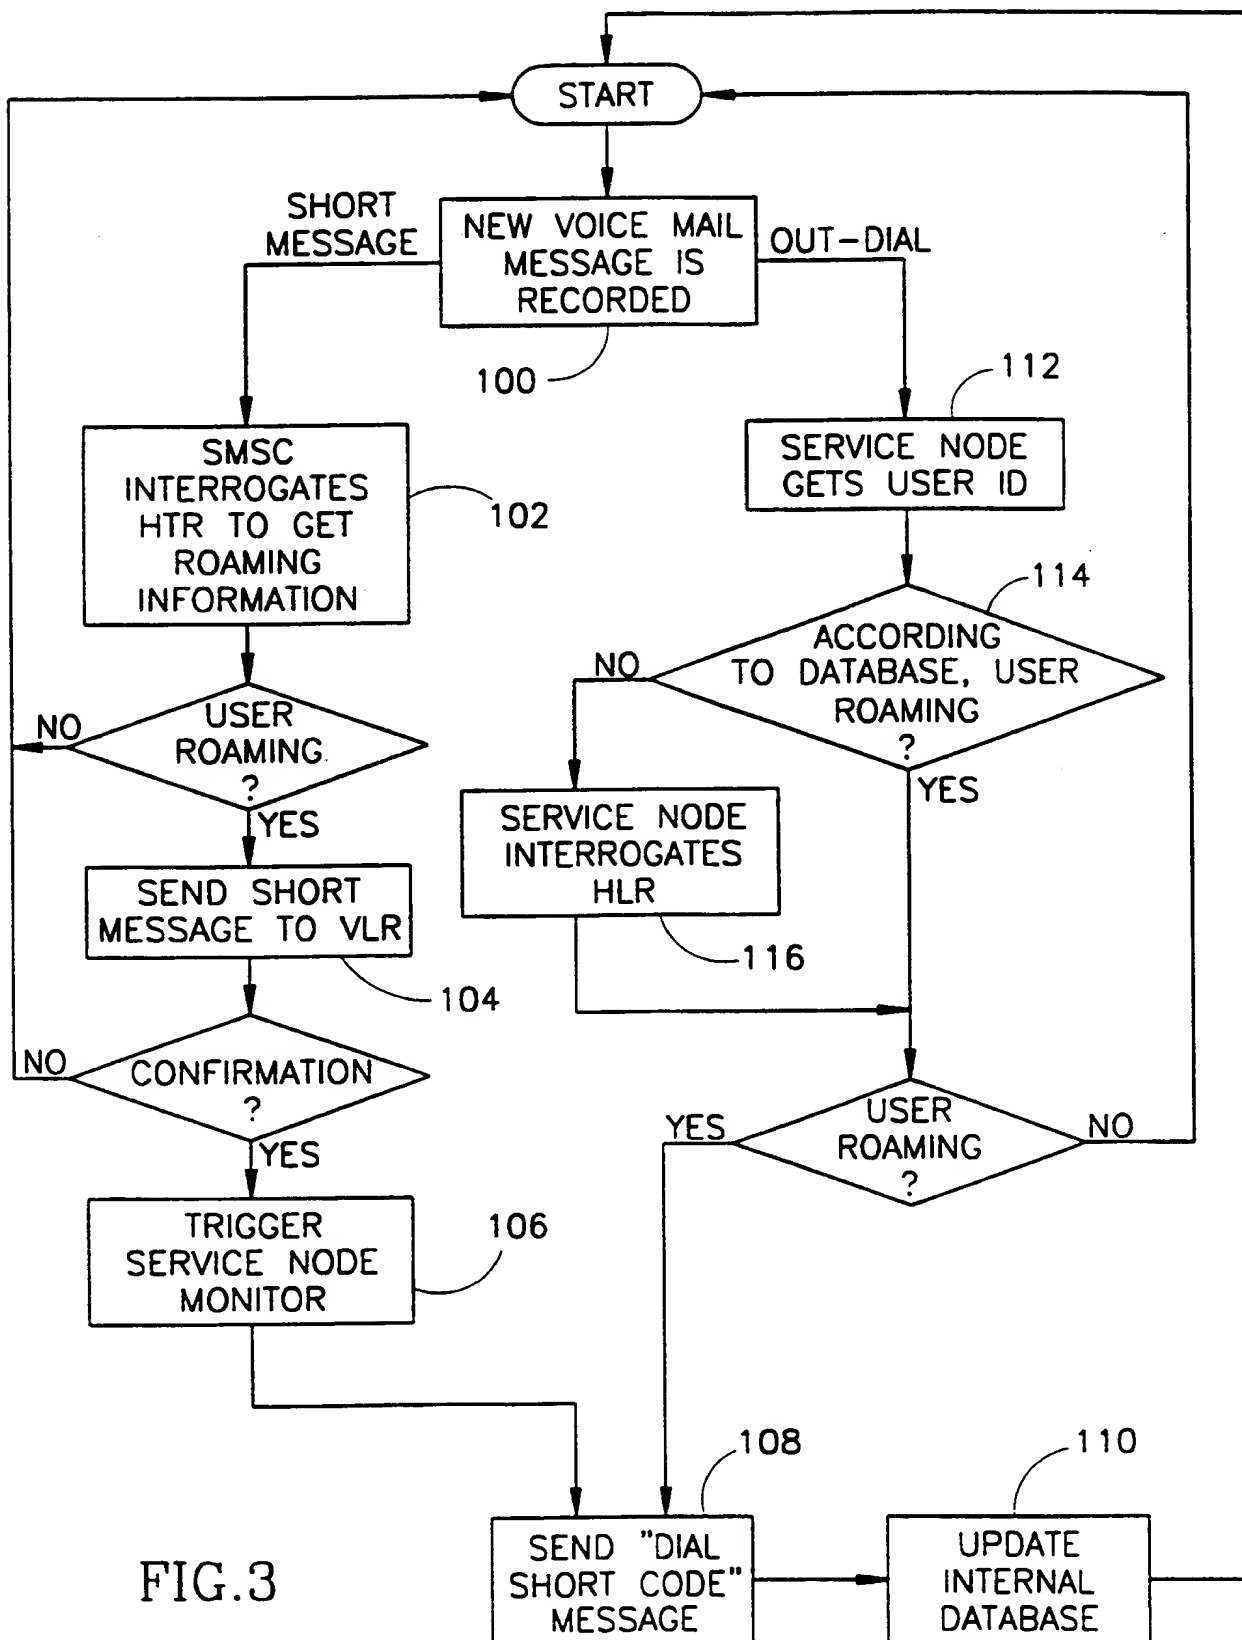 START
SHORT
MESSAGE
NEW VOICE MAIL
MESSAGE IS
RECORDED
OUT-DIAL
100
112
SMSC
INTERROGATES
HTR TO GET
ROAMING
INFORMATION
102
SERVICE NODE
GETS USER ID
114
ACCORDING
TO DATABASE, USER
ROAMING
?
NO
YES
USER
ROAMING
?
NO
YES
SERVICE NODE
INTERROGATES
HLR
116
SEND SHORT
MESSAGE TO VLR
104
CONFIRMATION
?
NO
YES
USER
ROAMING
?
YES
NO
TRIGGER
SERVICE NODE
MONITOR
106
108
110
SEND "DIAL
SHORT CODE"
MESSAGE
UPDATE
INTERNAL
DATABASE
FIG.3